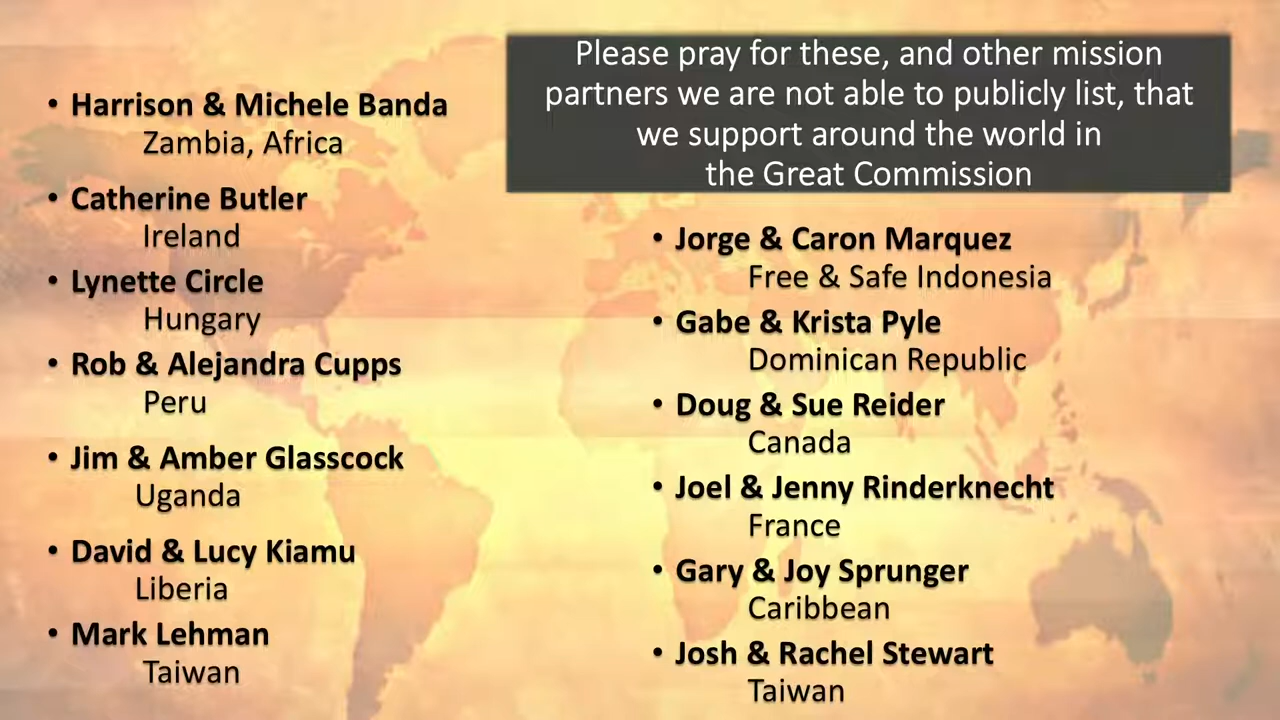 Please pray for these, and other mission
partners we are not able to publicly list, that
we support around the world in
the Great Commission
• Harrison & Michele Banda
Zambia, Africa
• Catherine Butler
Ireland
• Lynette Circle
Hungary
• Rob & Alejandra Cupps
Peru
• Jim & Amber Glasscock
Uganda
• David & Lucy Kiamu
Liberia
• Mark Lehman
Taiwan
• Jorge & Caron Marquez
Free & Safe Indonesia
• Gabe & Krista Pyle
Dominican Republic
• Doug & Sue Reider
Canada
• Joel & Jenny Rinderknecht
France
• Gary & Joy Sprunger
Caribbean
• Josh & Rachel Stewart
Taiwan